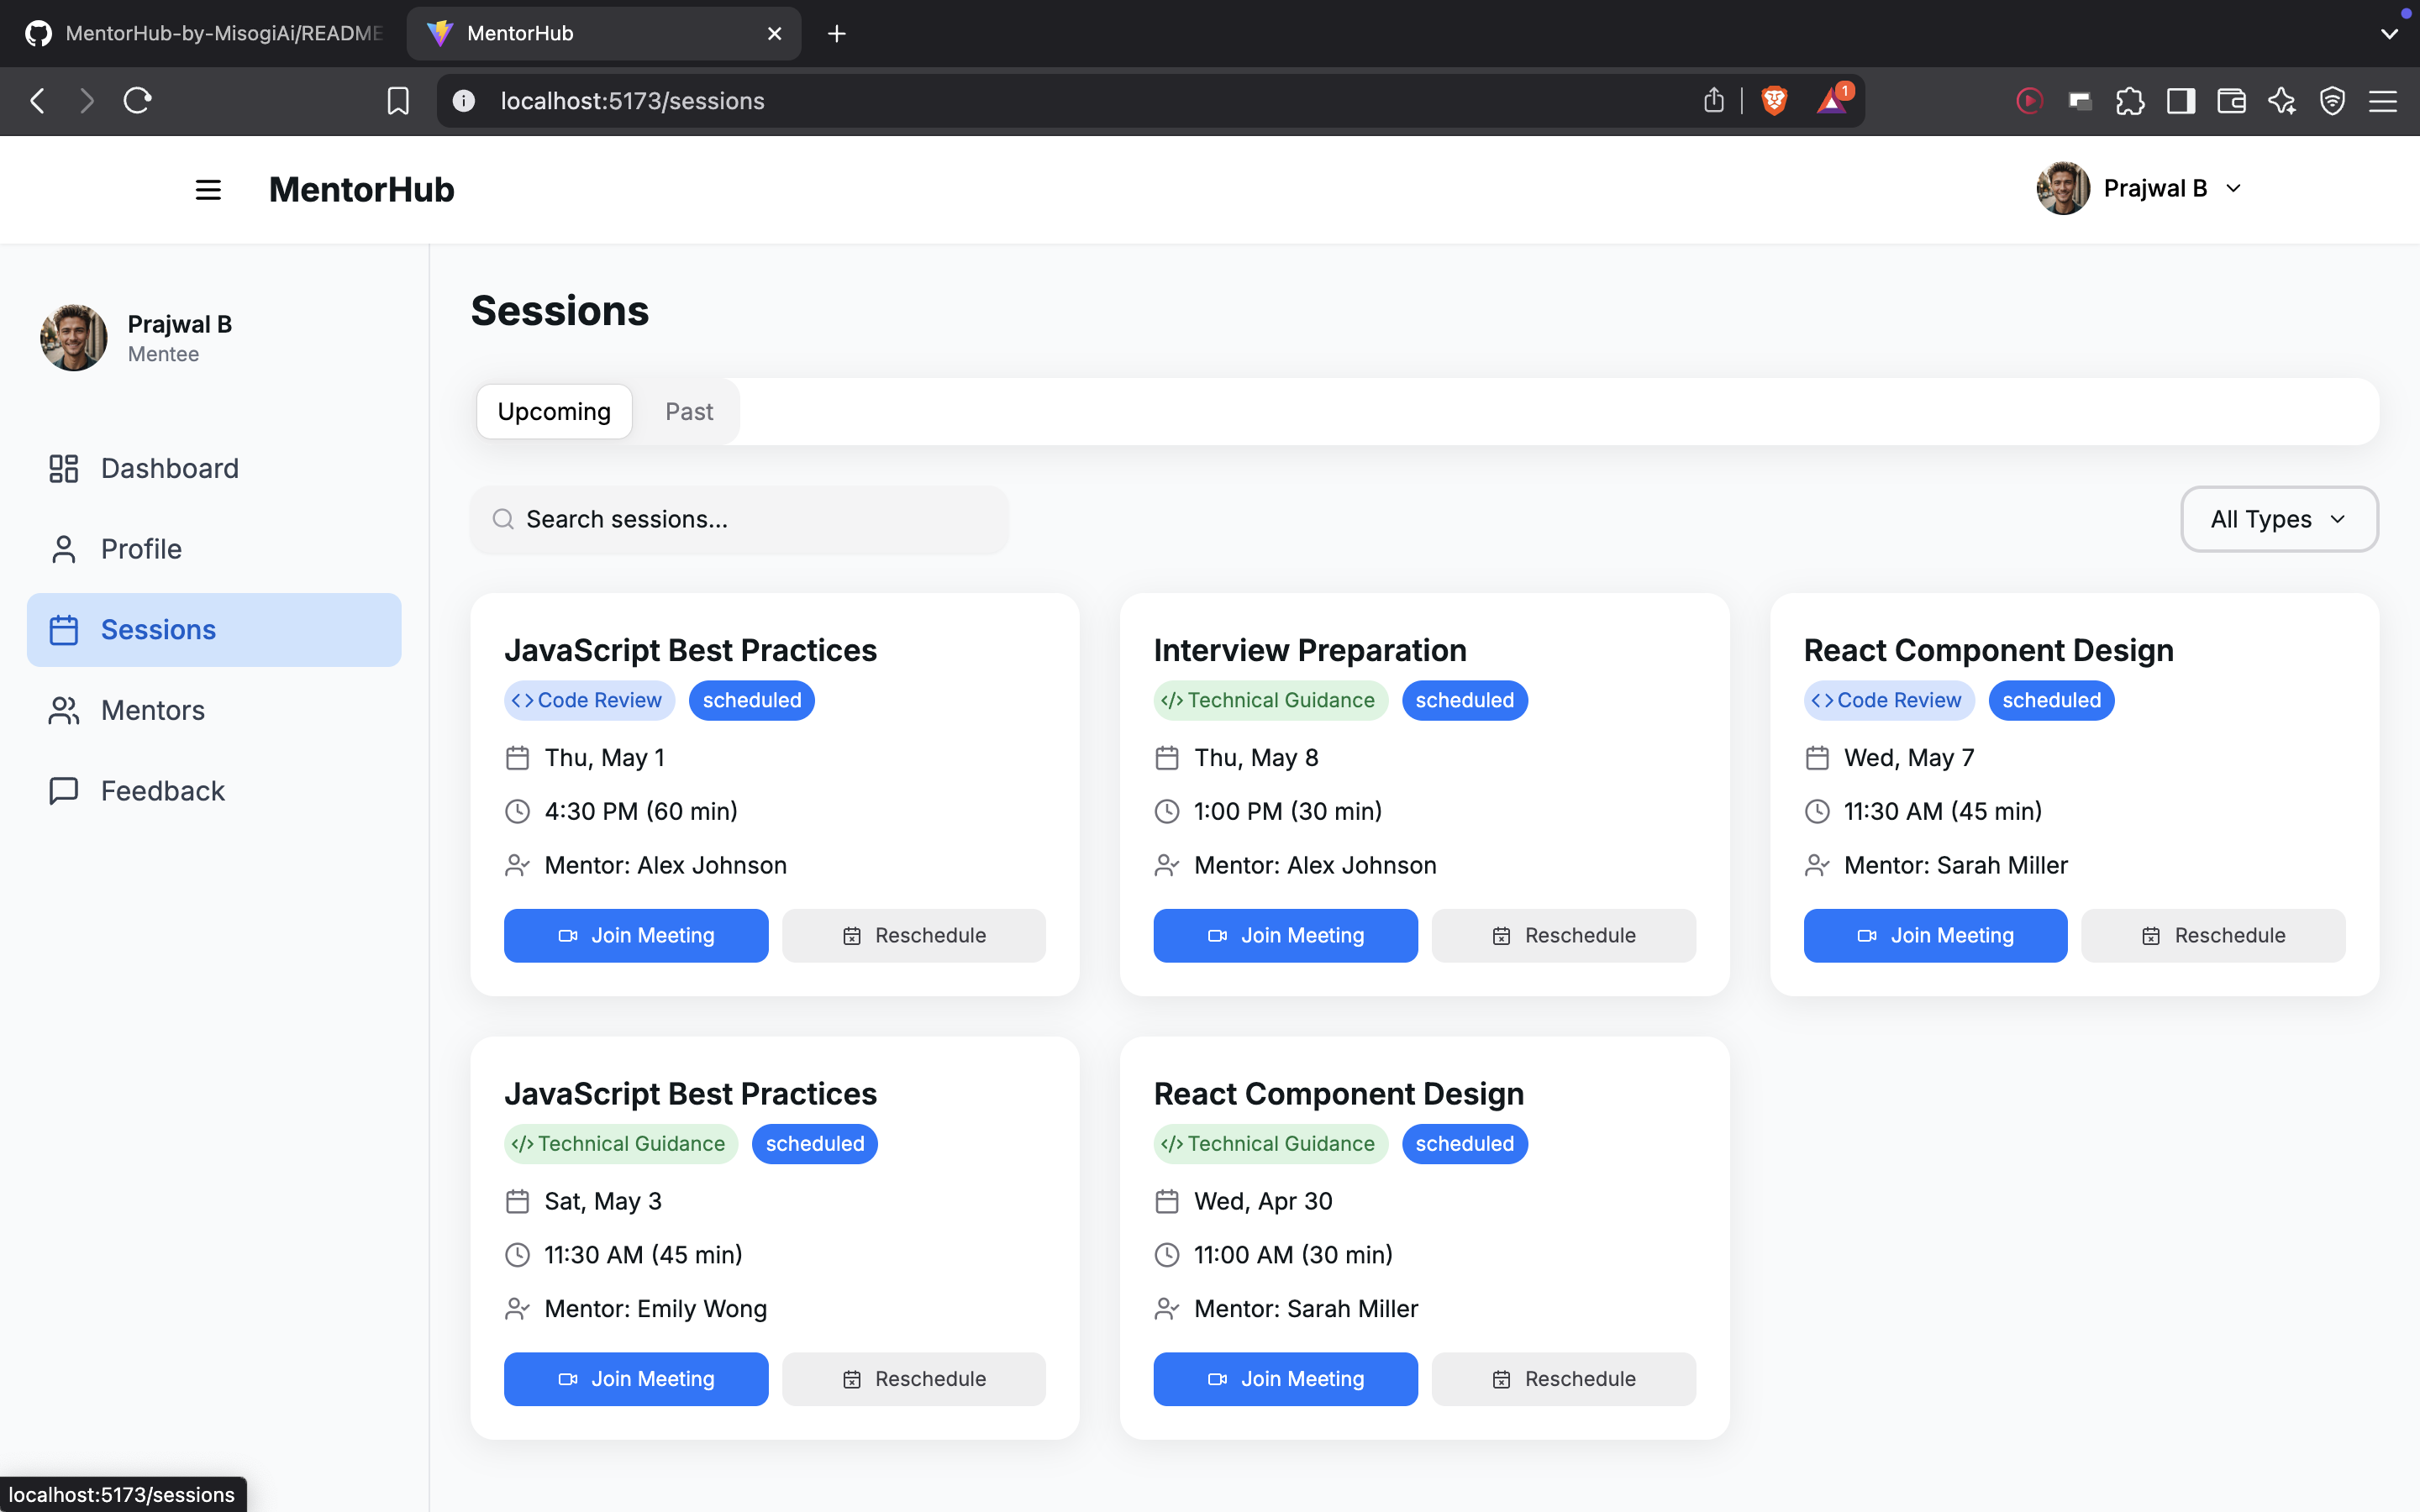 MentorHub-by-MisogiAi/README
MentorHub
localhost:5173/sessions
1
MentorHub
Prajwal B
Prajwal B
Mentee
Dashboard
Profile
Sessions
Mentors
Feedback
Sessions
Upcoming
Past
Search sessions...
All Types
JavaScript Best Practices
Code Review
scheduled
Thu, May 1
4:30 PM (60 min)
Mentor: Alex Johnson
Join Meeting
Reschedule
Interview Preparation
Technical Guidance
scheduled
Thu, May 8
1:00 PM (30 min)
Mentor: Alex Johnson
Join Meeting
Reschedule
React Component Design
Code Review
scheduled
Wed, May 7
11:30 AM (45 min)
Mentor: Sarah Miller
Join Meeting
Reschedule
JavaScript Best Practices
Technical Guidance
scheduled
Sat, May 3
11:30 AM (45 min)
Mentor: Emily Wong
Join Meeting
Reschedule
React Component Design
Technical Guidance
scheduled
Wed, Apr 30
11:00 AM (30 min)
Mentor: Sarah Miller
Join Meeting
Reschedule
localhost:5173/sessions